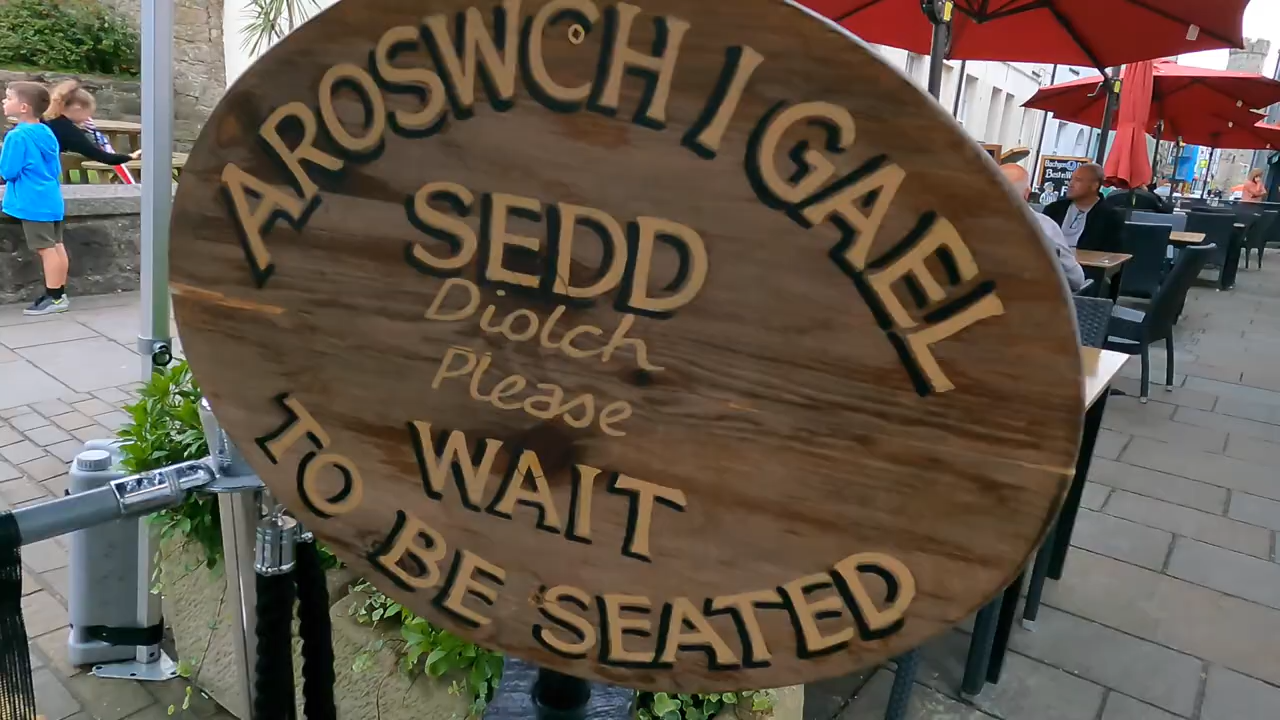 AROSWCH I GAEL
SEDD
Diolch
Please
WAIT
TO BE SEATED